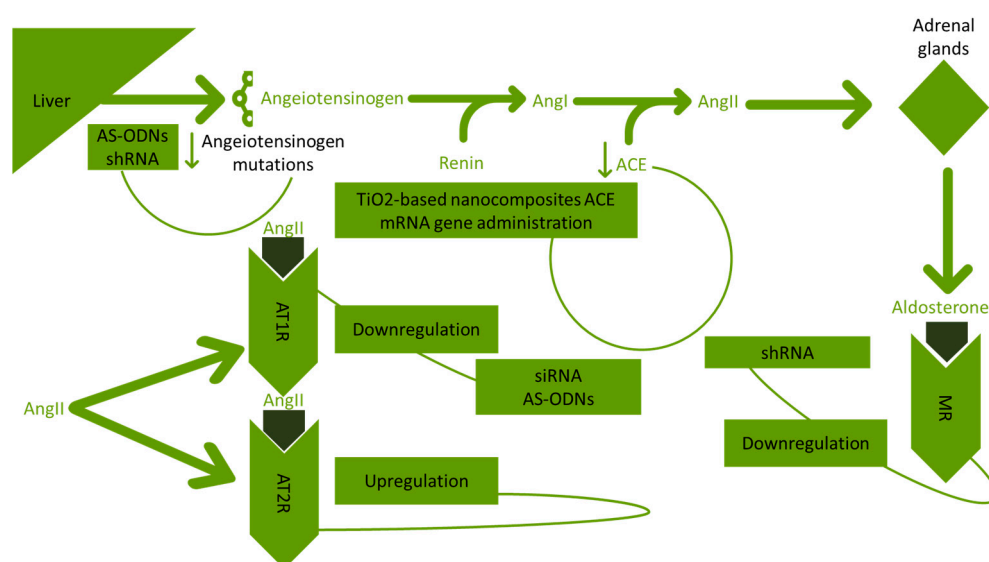 Adrenal
glands
Liver
Angeiotensinogen
AngI
AngII
AS-ODNs
shRNA
Angeiotensinogen
mutations
Renin
ACE
TiO2-based nanocomposites ACE
mRNA gene administration
AngII
AT1R
Downregulation
siRNA
AS-ODNs
Aldosterone
shRNA
MR
Downregulation
AngII
AngII
AT2R
Upregulation